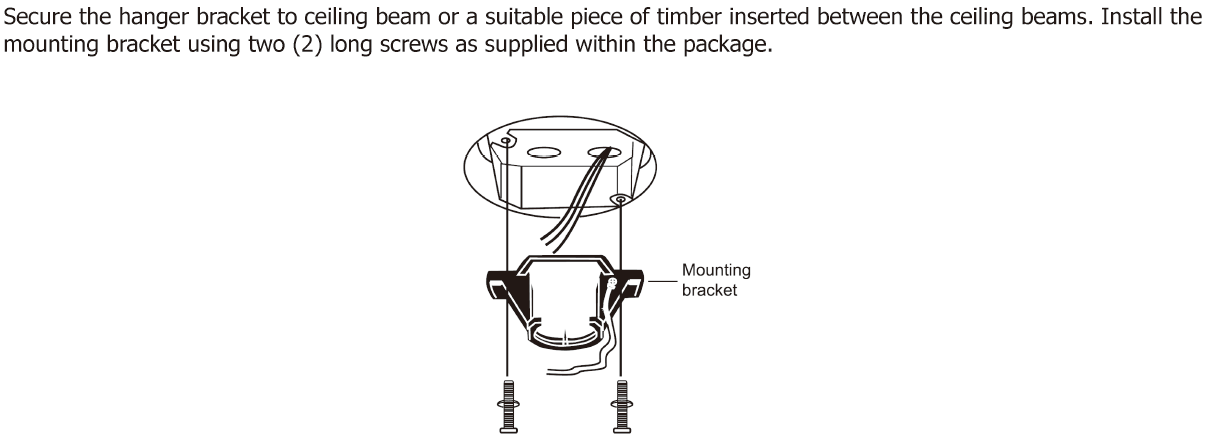 Secure the hanger bracket to ceiling beam or a suitable piece of timber inserted between the ceiling beams. Install the
mounting bracket using two (2) long screws as supplied within the package.
Mounting
bracket